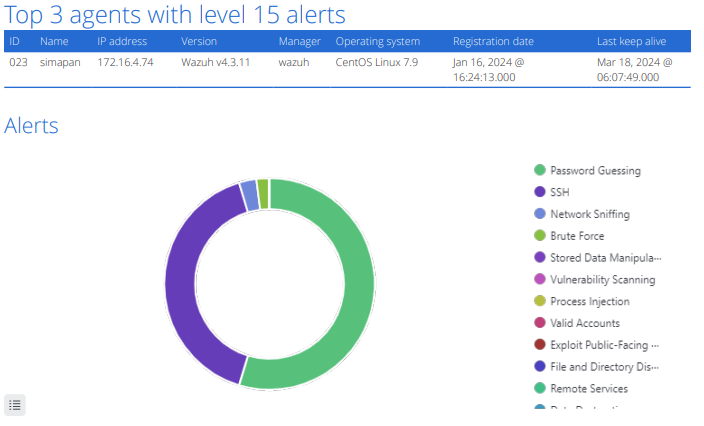 Top 3 agents with level 15 alerts
ID Name IP address Version Manager Operating system Registration date Last keep alive
023 simapan 172.16.4.74 Wazuh v4.3.11 wazuh CentOS Linux 7.9 Jan 16, 2024 @ Mar 18, 2024 @
16:24:13.000 06:07:49.000
Alerts
Password Guessing
SSH
Network Sniffing
Brute Force
Stored Data Manipula···
Vulnerability Scanning
Process Injection
Valid Accounts
Exploit Public-Facing ···
File and Directory Dis···
Remote Services